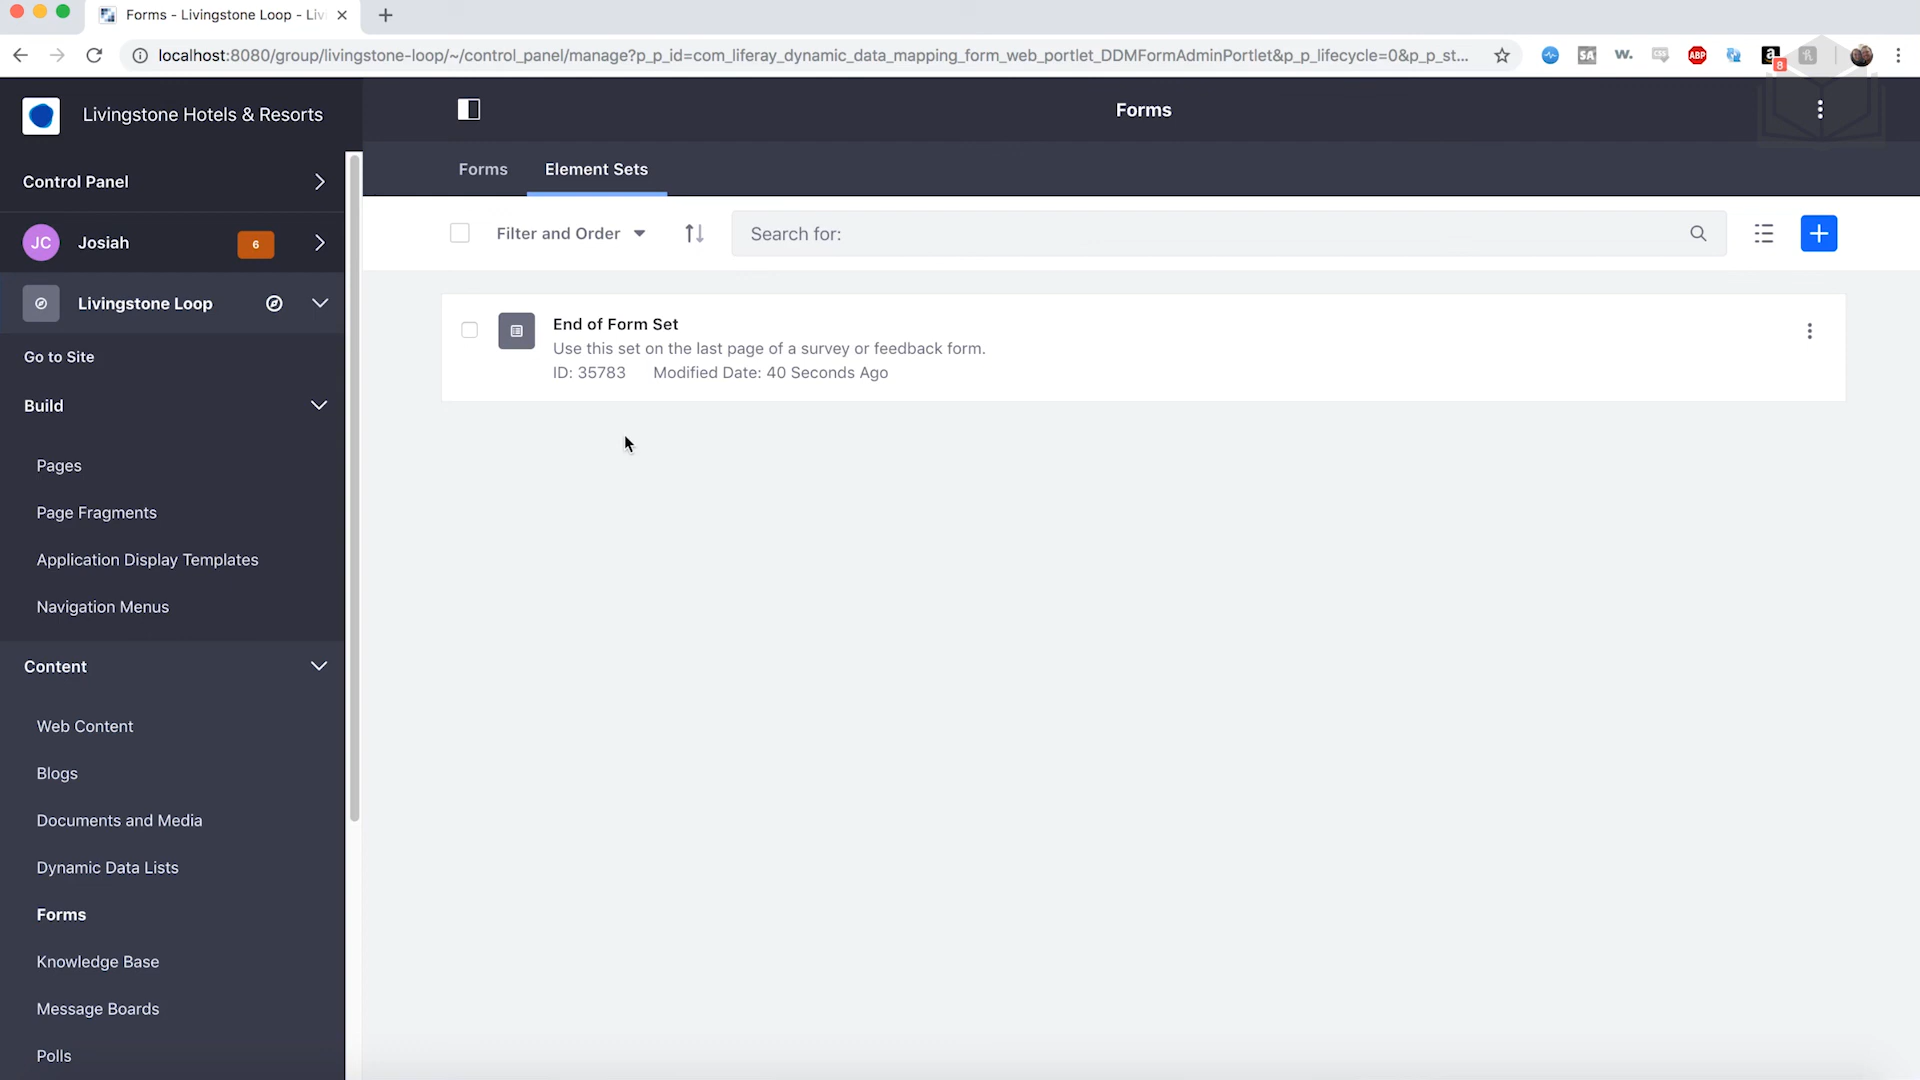 Forms - Livingstone Loop - Liv
localhost:8080/group/livingstone-loop/~/control_panel/manage?p_p_id=com_liferay_dynamic_data_mapping_form_web_portlet_DDMFormAdminPortlet&p_p_lifecycle=0&p_p_st...
SA
w.
CSS
ABP
a
8
Livingstone Hotels & Resorts
Forms
Control Panel
Forms
Element Sets
JC
Josiah
6
Filter and Order
Search for:
Livingstone Loop
End of Form Set
Use this set on the last page of a survey or feedback form.
ID: 35783
Modified Date: 40 Seconds Ago
Go to Site
Build
Pages
Page Fragments
Application Display Templates
Navigation Menus
Content
Web Content
Blogs
Documents and Media
Dynamic Data Lists
Forms
Knowledge Base
Message Boards
Polls